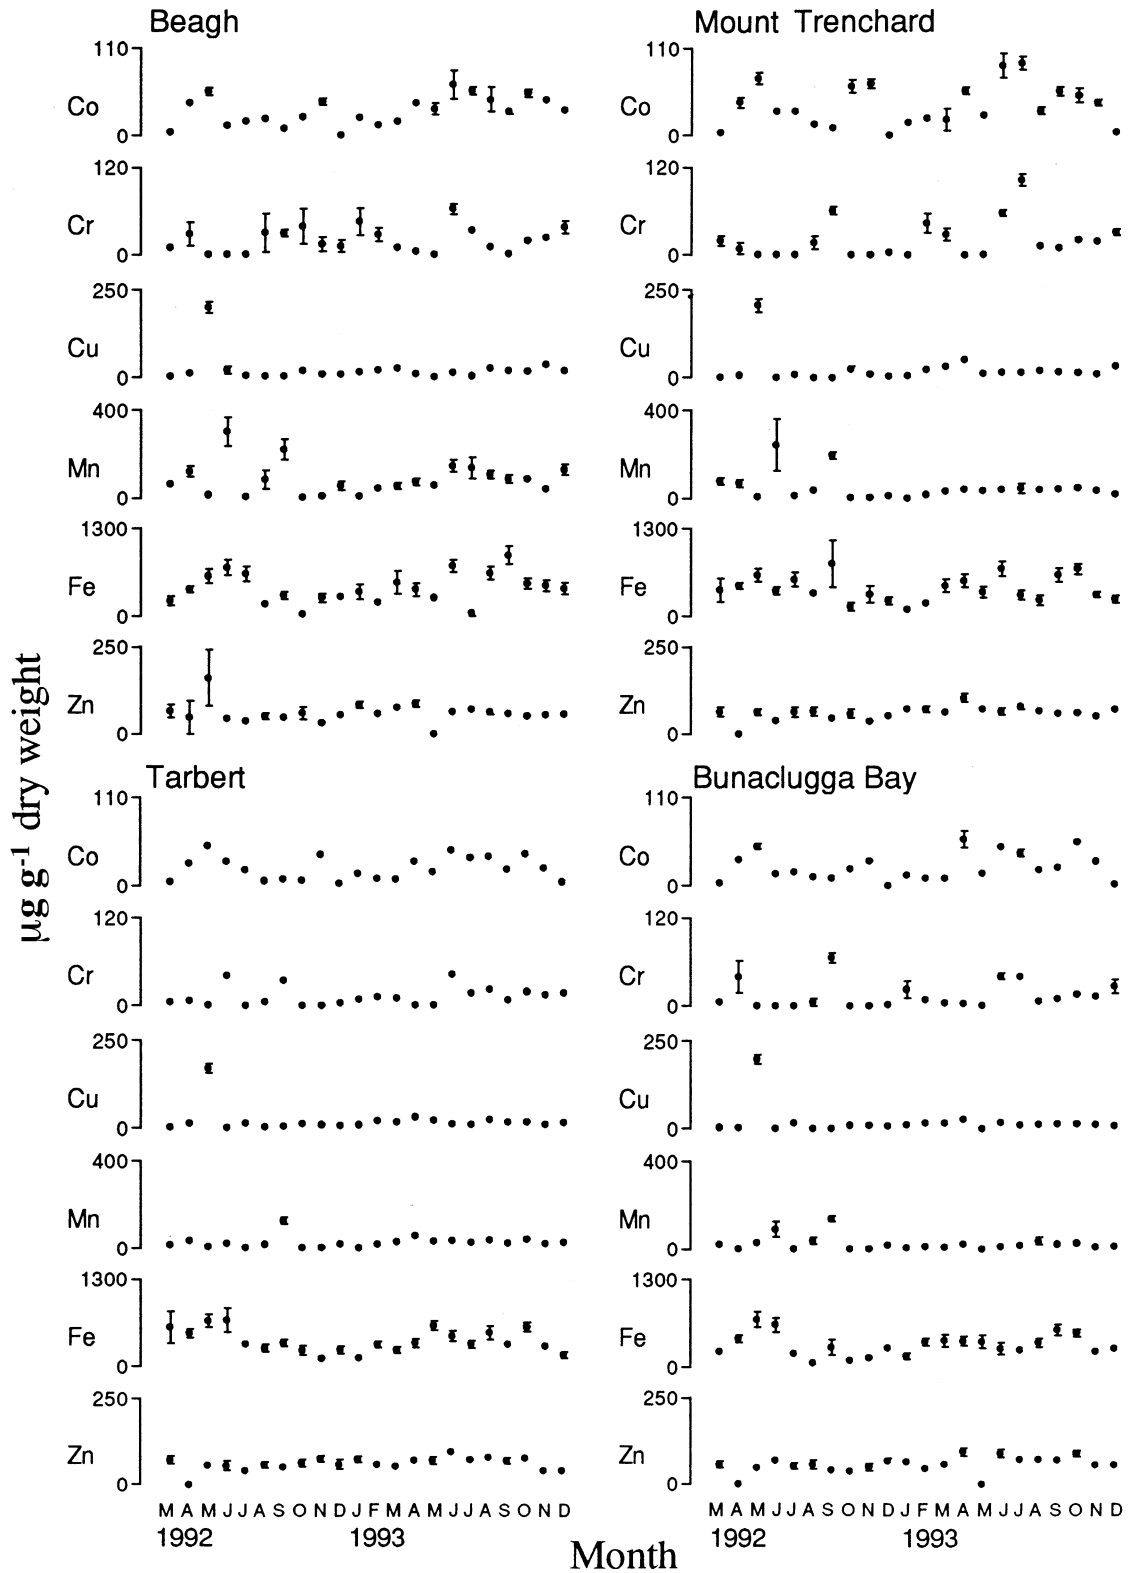 Beagh
Mount Trenchard
110
Co
0
110
Co
0
120
Cr
0
120
Cr
0
250
Cu
0
250
Cu
0
400
Mn
0
400
Mn
0
1300
Fe
0
1300
Fe
0
250
Zn
0
250
Zn
0
µg g-1 dry weight
Tarbert
Bunaclugga Bay
110
Co
0
110
Co
0
120
Cr
0
120
Cr
0
250
Cu
0
250
Cu
0
400
Mn
0
400
Mn
0
1300
Fe
0
1300
Fe
0
250
Zn
0
250
Zn
0
M A M J J A S O N D J F M A M J J A S O N D
M A M J J A S O N D J F M A M J J A S O N D
1992 1993
1992 1993
Month